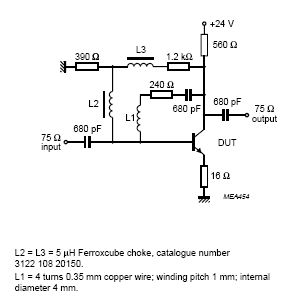 +24 V
L3
390 Ω
1.2 kΩ
560 Ω
240 Ω
L2
L1
680 pF
680 pF
75 Ω
output
680 pF
75 Ω
input
DUT
16 Ω
MEA454
L2 = L3 = 5 μH Ferroxcube choke, catalogue number
3122 108 20150.
L1 = 4 turns 0.35 mm copper wire; winding pitch 1 mm; internal
diameter 4 mm.